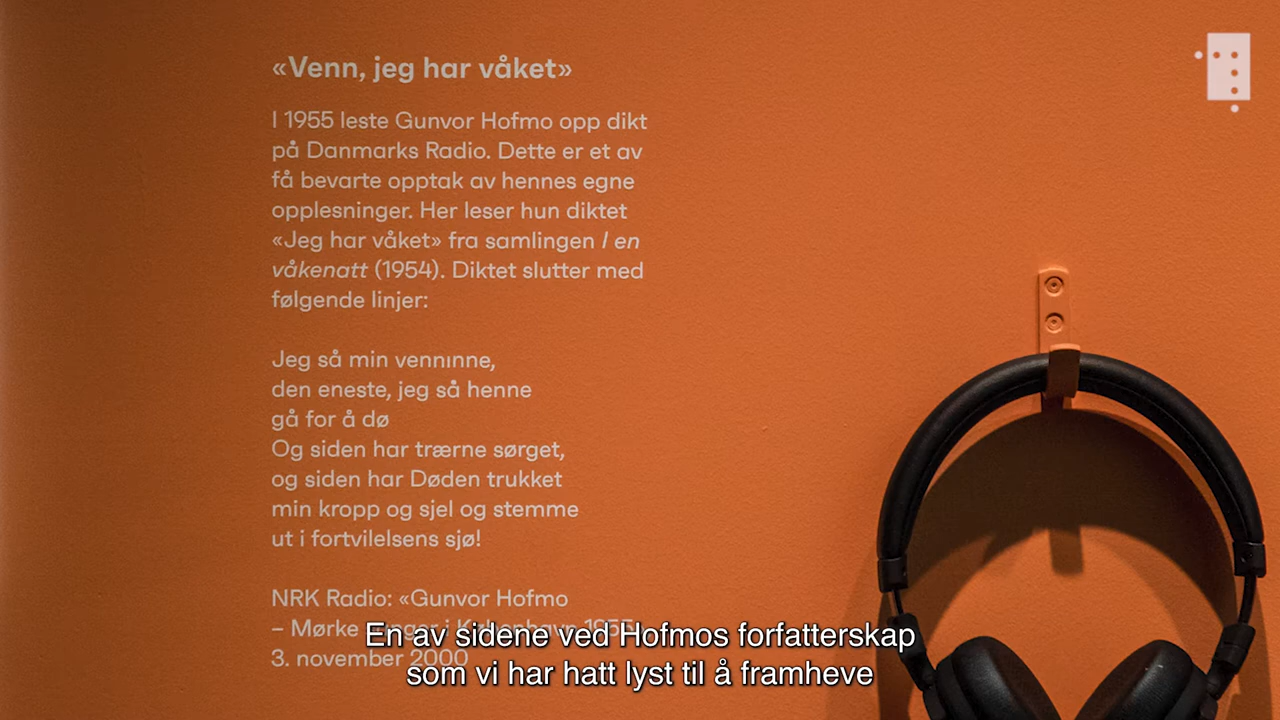 «Venn, jeg har våket»
I 1955 leste Gunvor Hofmo opp dikt
på Danmarks Radio. Dette er et av
få bevarte opptak av hennes egne
opplesninger. Her leser hun diktet
«Jeg har våket» fra samlingen I en
våkenatt (1954). Diktet slutter med
følgende linjer:
Jeg så min venninne,
den eneste, jeg så henne
gå for å dø
Og siden har trærne sørget,
og siden har Døden trukket
min kropp og sjel og stemme
ut i fortvilelsens sjø!
NRK Radio: «Gunvor Hofmo
– Mørke i København
3. november 2000
En av sidene ved Hofmos forfatterskap
som vi har hatt lyst til å framheve